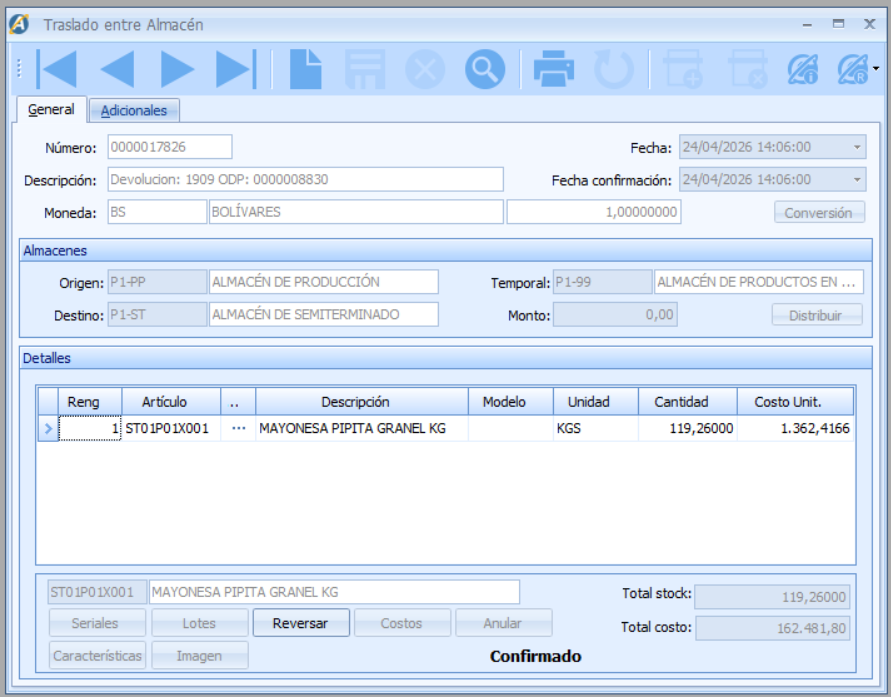 Traslado entre Almacén
General Adicionales
Número: 0000017826 Fecha: 24/04/2026 14:06:00
Descripción: Devolucion: 1909 ODP: 0000008830 Fecha confirmación: 24/04/2026 14:06:00
Moneda: BS BOLÍVARES 1,00000000 Conversión
Almacenes
Origen: P1-PP ALMACÉN DE PRODUCCIÓN Temporal: P1-99 ALMACÉN DE PRODUCTOS EN ...
Destino: P1-ST ALMACÉN DE SEMITERMINADO Monto: 0,00 Distribuir
Detalles
Reng Artículo .. Descripción Modelo Unidad Cantidad Costo Unit.
1 ST01P01X001 ... MAYONESA PIPITA GRANEL KG KGS 119,26000 1.362,4166
ST01P01X001 MAYONESA PIPITA GRANEL KG Total stock: 119,26000
Seriales Lotes Reversar Costos Anular Total costo: 162.481,80
Características Imagen Confirmado